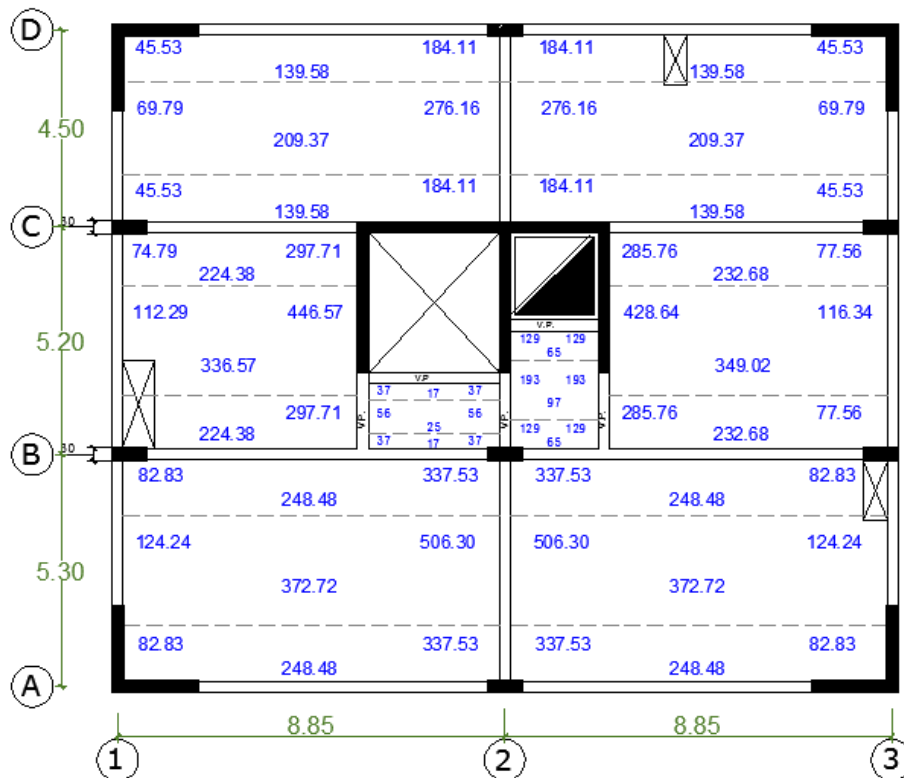 D
45.53 184.11 184.11 45.53
139.58 139.58
69.79 276.16 276.16 69.79
4.50
209.37 209.37
45.53 184.11 184.11 45.53
139.58 139.58
C 30
74.79 297.71 285.76 77.56
224.38 232.68
112.29 446.57 428.64 116.34
V.P.
129 129
5.20
65
336.57 349.02
V.P
193 193
37 17 37
97
56 56
297.71 V.P. V.P. V.P. 285.76 77.56
25
129 129
224.38 232.68
37 17 37
65
B 30
82.83 337.53 337.53 82.83
248.48 248.48
124.24 506.30 506.30 124.24
5.30
372.72 372.72
82.83 337.53 337.53 82.83
248.48 248.48
A
8.85 8.85
1 2 3